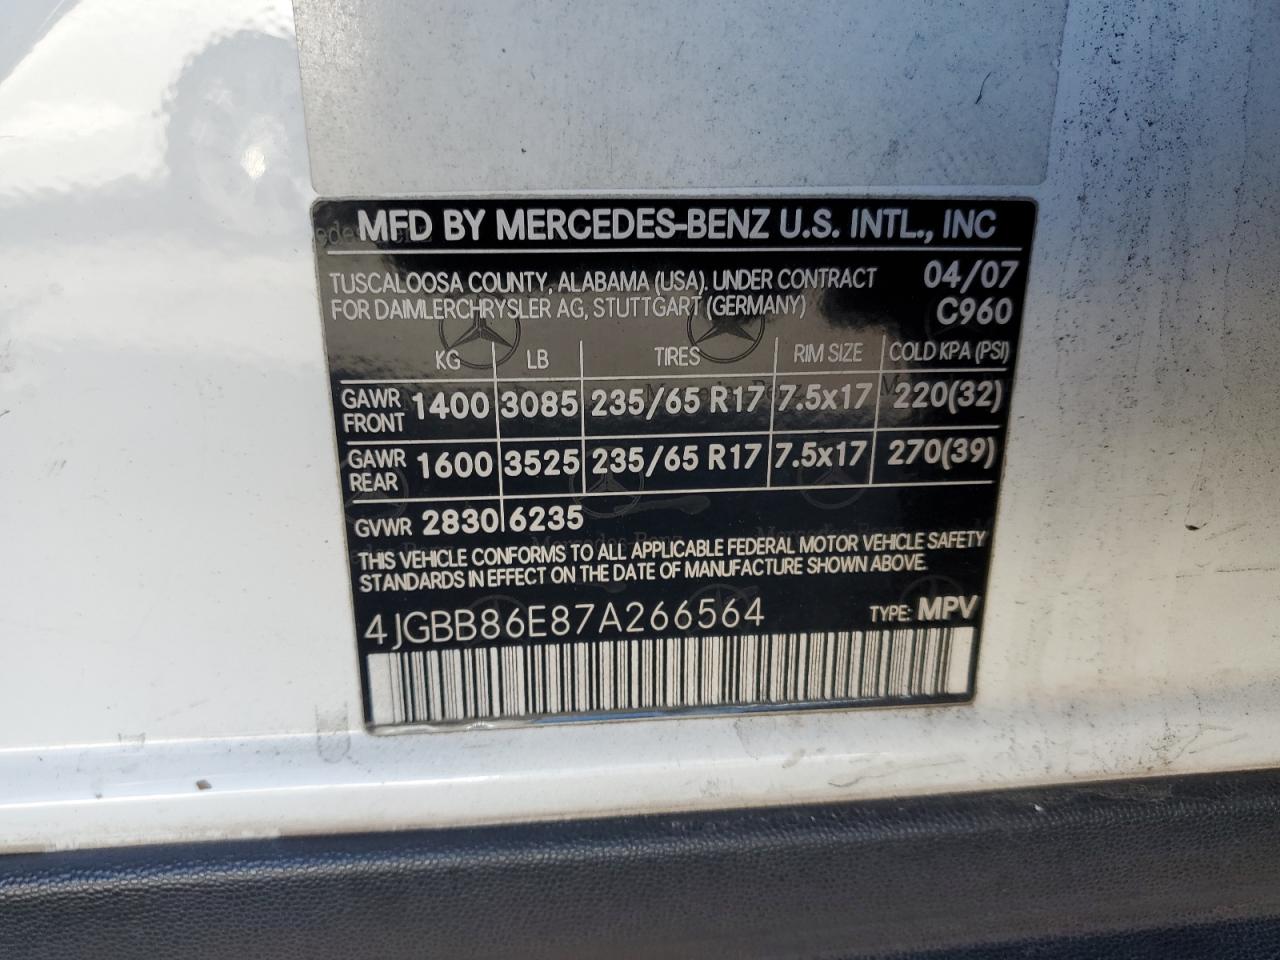 MFD BY MERCEDES-BENZ U.S. INTL., INC
TUSCALOOSA COUNTY, ALABAMA (USA). UNDER CONTRACT 04/07
FOR DAIMLERCHRYSLER AG, STUTTGART (GERMANY) C960
KG LB TIRES RIM SIZE COLD KPA (PSI)
GAWR FRONT 1400 3085 235/65 R17 7.5x17 220(32)
GAWR REAR 1600 3525 235/65 R17 7.5x17 270(39)
GVWR 2830 6235
THIS VEHICLE CONFORMS TO ALL APPLICABLE FEDERAL MOTOR VEHICLE SAFETY
STANDARDS IN EFFECT ON THE DATE OF MANUFACTURE SHOWN ABOVE.
4JGBB86E87A266564 TYPE: MPV